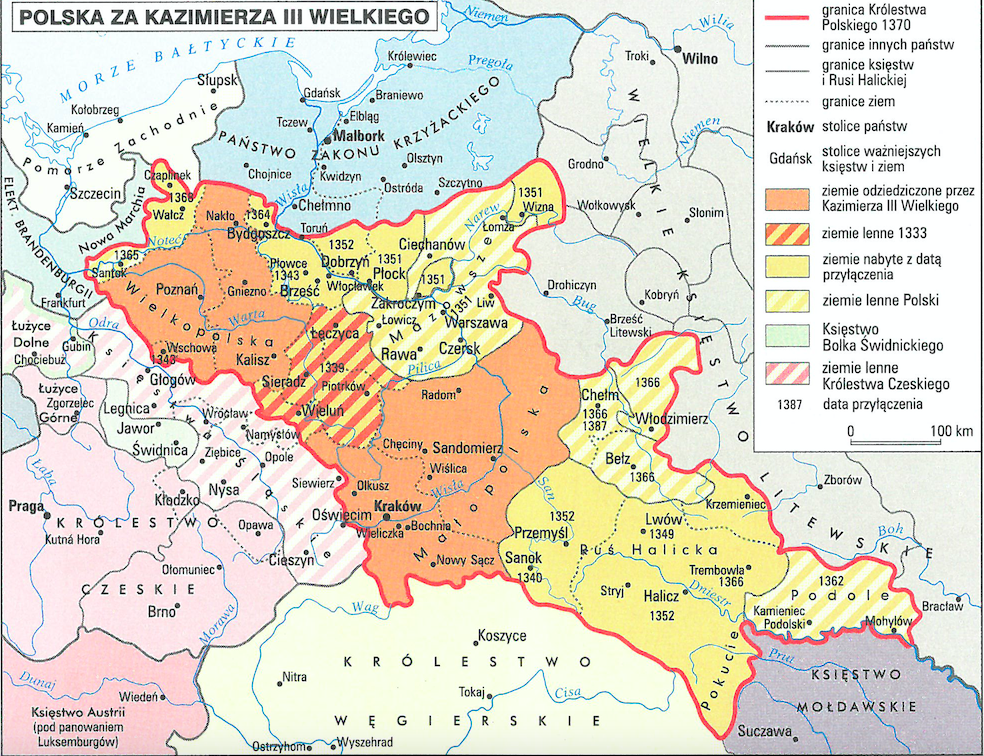 POLSKA ZA KAZIMIERZA III WIELKIEGO
granica Królestwa
Polskiego 1370
granice innych państw
granice księstw
i Rusi Halickiej
granice ziem
Kraków stolice państw
Gdańsk stolice ważniejszych
księstw i ziem
ziemie odziedziczone przez
Kazimierza III Wielkiego
ziemie lenne 1333
ziemie nabyte z datą
przyłączenia
ziemie lenne Polski
Księstwo
Bolka Świdnickiego
ziemie lenne
Królestwa Czeskiego
1387 data przyłączenia
0 100 km
MORZE BAŁTYCKIE
Niemen
Wilia
Wilno
Troki
Królewiec
Pregoła
Słupsk
Gdańsk
Braniewo
Kołobrzeg
Kamień
Tczew
Elbląg
Malbork
PAŃSTWO ZAKONU KRZYŻACKIEGO
Pomorze Zachodnie
Chojnice
Kwidzyn
Olsztyn
Ostróda
Szczytno
Szczecin
Wisła
Chełmno
Grodno
Niemen
WIELKIE KSIĘSTWO LITEWSKIE
Wołkowysk
Słonim
ELEKT. BRANDENBURGII
Nowa Marchia
Czaplinek
1368
Wałcz
Nakło
1364
Bydgoszcz
Toruń
1351
Wizna
Narew
Łomża
Noteć
1365
Santok
1352
Dobrzyń
Płowce
1343
Brześć
Włocławek
1351
Płock
Ciechanów
1351
Zakroczym
1351
Liw
Mazowsze
Drohiczyn
Bug
Kobryń
Brześć
Litewski
Frankfurt
Poznań
Gniezno
Wielkopolska
Warta
Łęczyca
Łowicz
Warszawa
Rawa
Czersk
Pilica
Łużyce
Dolne
Gubin
Chociebuż
Odra
Wschowa
1343
Kalisz
1339
Sieradz
Piotrków
Wieluń
Radom
Głogów
Księstwa Śląskie
Łużyce
Zgorzelec
Górne
Legnica
Jawor
Świdnica
Wrocław
Namysłów
Ziębice
Opole
Nysa
Kłodzko
Siewierz
Chęciny
Sandomierz
Wiślica
Wisła
Małopolska
Olkusz
Kraków
Wieliczka
Bochnia
Nowy Sącz
Oświęcim
Cieszyn
Opawa
San
Chełm
1366
1387
1366
Włodzimierz
Bełz
1366
Krzemieniec
Zborów
Boh
Przemyśl
1352
Lwów
1349
Ruś Halicka
Sanok
1340
Trembowla
1366
Stryj
Halicz
1352
Dniestr
Pokucie
1362
Podole
Kamieniec
Podolski
Mohylów
Bracław
Prut
KSIĘSTWO
MOŁDAWSKIE
Suczawa
Łaba
Praga
Kutná Hora
KRÓLESTWO
CZESKIE
Ołomuniec
Brno
Morawa
Dunaj
Wiedeń
Księstwo Austrii
(pod panowaniem
Luksemburgów)
Wag
Koszyce
Nitra
KRÓLESTWO
WĘGIERSKIE
Tokaj
Cisa
Ostrzyhom
Wyszehrad